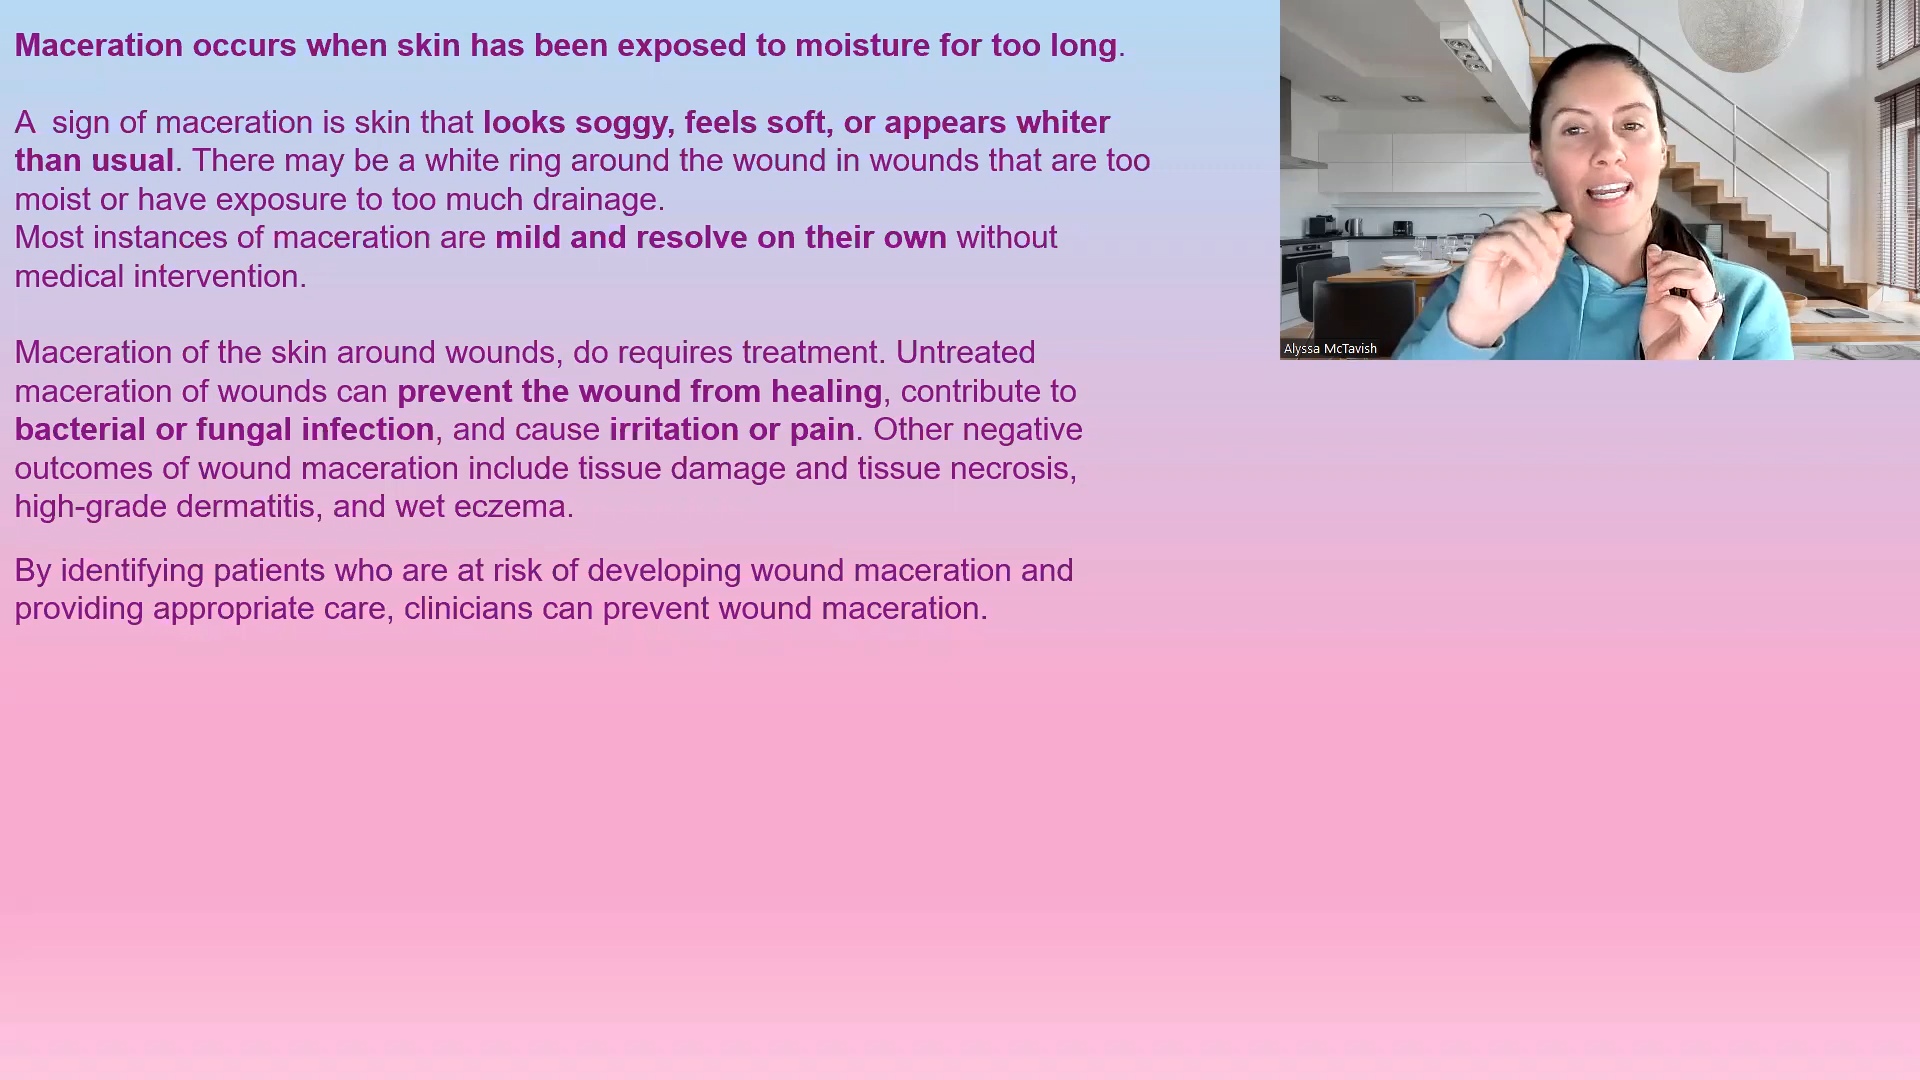 Maceration occurs when skin has been exposed to moisture for too long.
A  sign of maceration is skin that looks soggy, feels soft, or appears whiter
than usual. There may be a white ring around the wound in wounds that are too
moist or have exposure to too much drainage.
Most instances of maceration are mild and resolve on their own without
medical intervention.
Maceration of the skin around wounds, do requires treatment. Untreated
maceration of wounds can prevent the wound from healing, contribute to
bacterial or fungal infection, and cause irritation or pain. Other negative
outcomes of wound maceration include tissue damage and tissue necrosis,
high-grade dermatitis, and wet eczema.
By identifying patients who are at risk of developing wound maceration and
providing appropriate care, clinicians can prevent wound maceration.
Alyssa McTavish